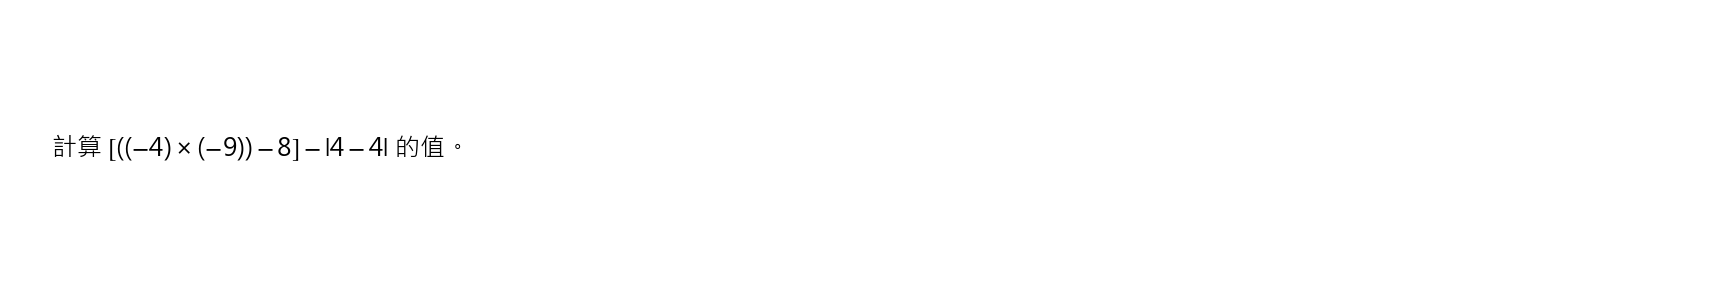 計算 [((−4) × (−9)) − 8] − |4 − 4| 的值。